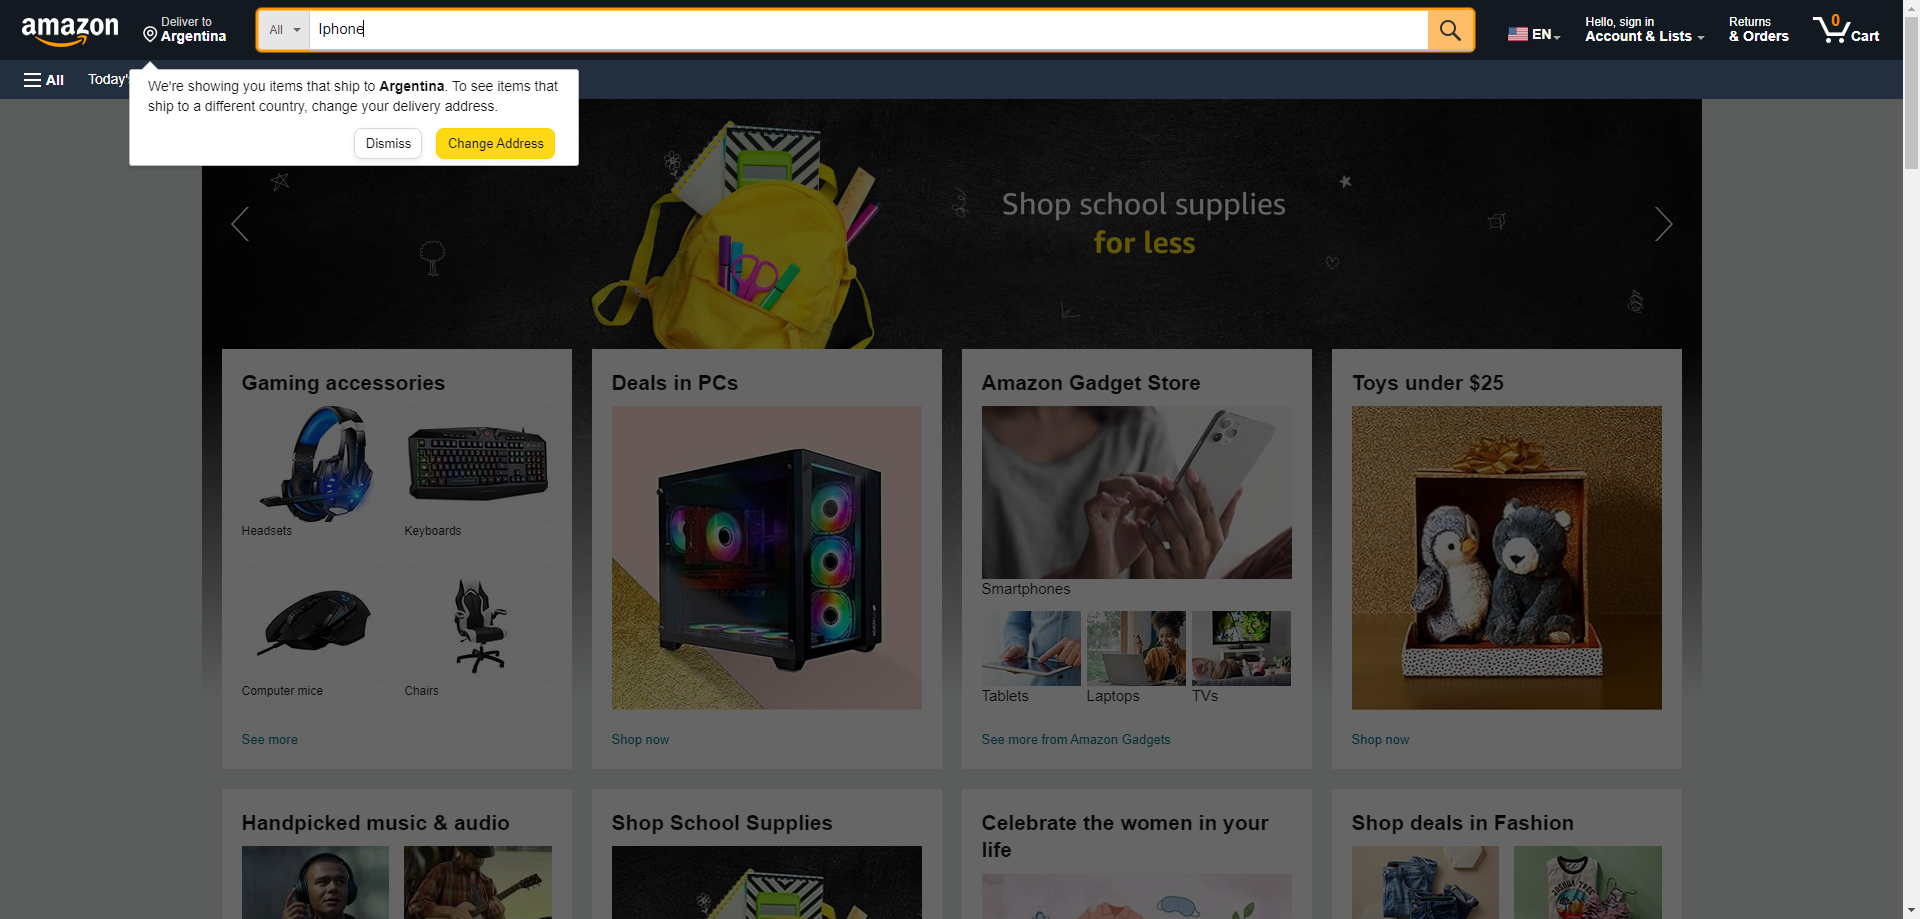 amazon
Deliver to
Argentina
All
Iphone
EN
Hello, sign in
Account & Lists
Returns
& Orders
0
Cart
All
Today's
We're showing you items that ship to Argentina. To see items that
ship to a different country, change your delivery address.
Dismiss
Change Address
Shop school supplies
for less
Gaming accessories
Headsets
Keyboards
Computer mice
Chairs
See more
Deals in PCs
Shop now
Amazon Gadget Store
Smartphones
Tablets
Laptops
TVs
See more from Amazon Gadgets
Toys under $25
Shop now
Handpicked music & audio
Shop School Supplies
Celebrate the women in your
life
Shop deals in Fashion
JOSHUA TREE